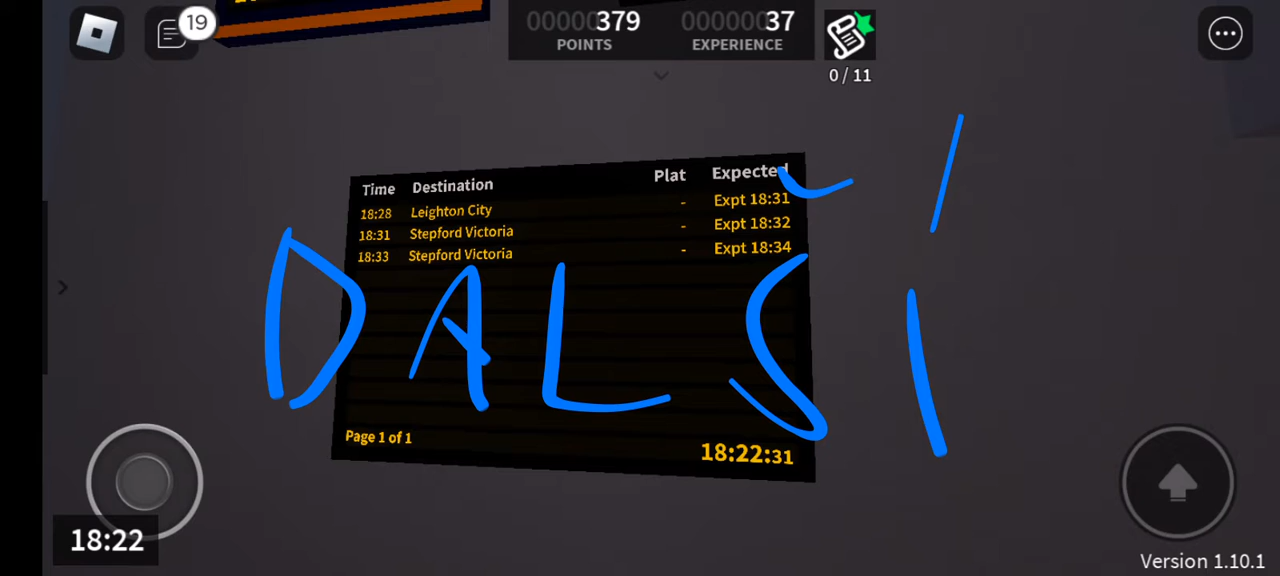 19
00000379 POINTS
00000037 EXPERIENCE
0 / 11
Time Destination Plat Expected
18:28 Leighton City - Expt 18:31
18:31 Stepford Victoria - Expt 18:32
18:33 Stepford Victoria - Expt 18:34
DALŠÍ
Page 1 of 1
18:22:31
18:22
Version 1.10.1